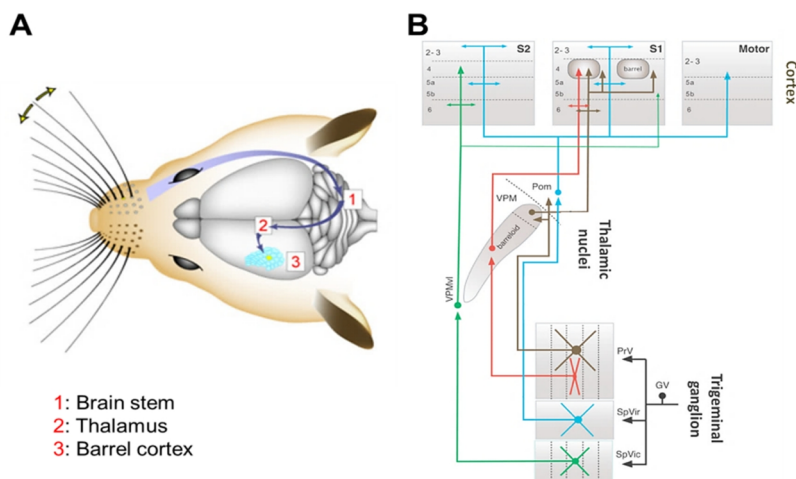 A
1
2
3
1: Brain stem
2: Thalamus
3: Barrel cortex
B
S2
S1
Motor
2- 3
4
5a
5b
6
2- 3
4
5a
5b
6
barrel
2- 3
4
5a
5b
6
Cortex
Pom
VPM
barreloid
VPMvl
Thalamic
nuclei
PrV
GV
SpVir
SpVic
Trigeminal
ganglion